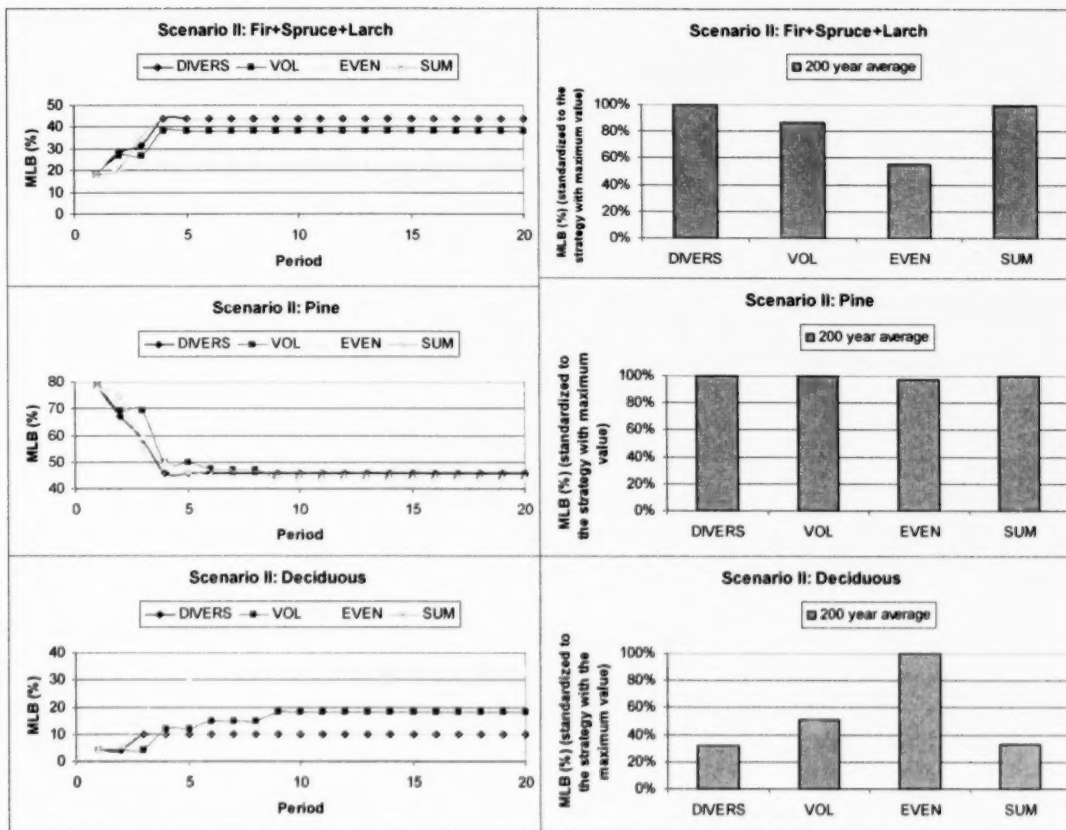 Scenario II: Fir+Spruce+Larch
DIVERS VOL EVEN SUM
MLB (%)
50
40
30
20
10
0
0 5 10 15 20
Period
Scenario II: Fir+Spruce+Larch
200 year average
MLB (%) (standardized to the
strategy with maximum value)
100%
80%
60%
40%
20%
0%
DIVERS VOL EVEN SUM
Scenario II: Pine
DIVERS VOL EVEN SUM
MLB (%)
80
70
60
50
40
0 5 10 15 20
Period
Scenario II: Pine
200 year average
MLB (%) (standardized to
the strategy with maximum
value)
100%
80%
60%
40%
20%
0%
DIVERS VOL EVEN SUM
Scenario II: Deciduous
DIVERS VOL EVEN SUM
MLB (%)
40
30
20
10
0
0 5 10 15 20
Period
Scenario II: Deciduous
200 year average
MLB (%) (standardized to
the strategy with the
maximum value)
100%
80%
60%
40%
20%
0%
DIVERS VOL EVEN SUM